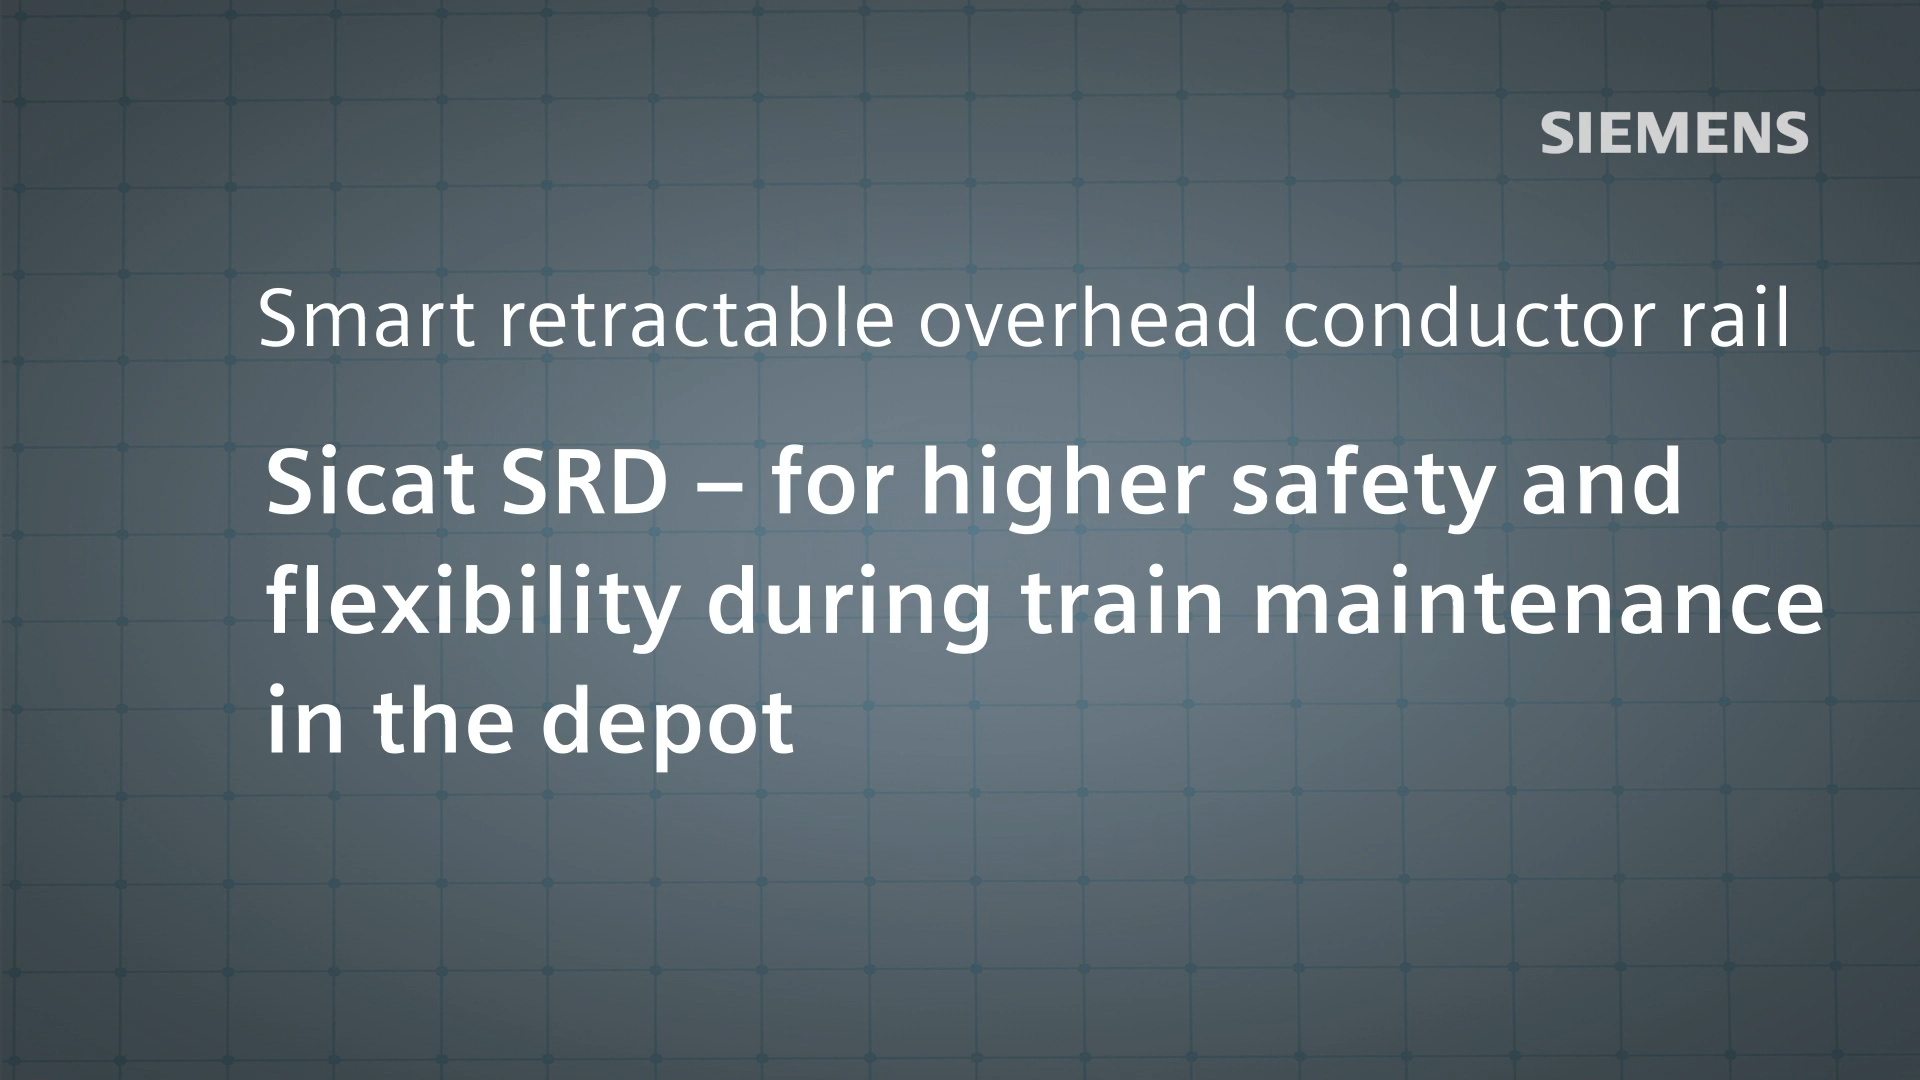 SIEMENS
Smart retractable overhead conductor rail
Sicat SRD – for higher safety and
flexibility during train maintenance
in the depot